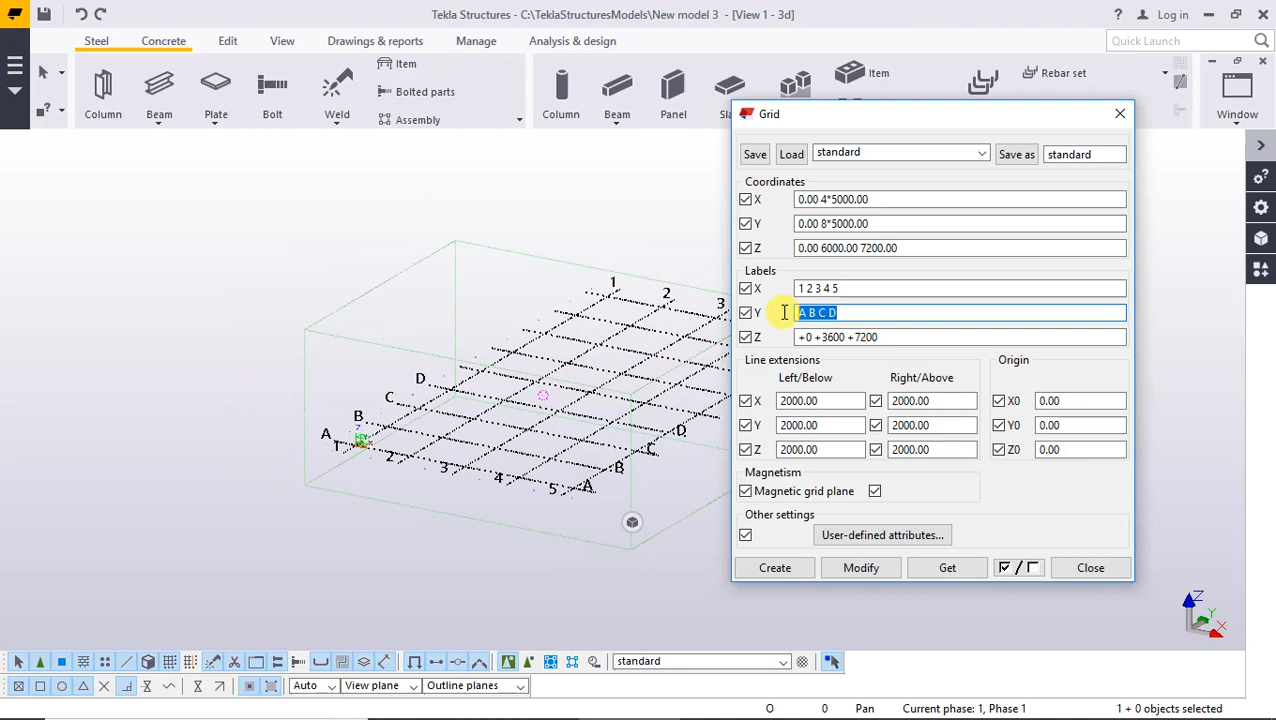 Tekla Structures - C:\TeklaStructuresModels\New model 3 - [View 1 - 3d]
? Log in
Steel Concrete Edit View Drawings & reports Manage Analysis & design
Quick Launch
Column Beam Plate Bolt Weld
Item
Bolted parts
Assembly
Column Beam Panel
Item
Rebar set
Window
Grid
Save Load standard Save as standard
Coordinates
X 0.00 4*5000.00
Y 0.00 8*5000.00
Z 0.00 6000.00 7200.00
Labels
X 1 2 3 4 5
Y A B C D
Z +0 +3600 +7200
Line extensions
Left/Below Right/Above
X 2000.00 2000.00
Y 2000.00 2000.00
Z 2000.00 2000.00
Origin
X0 0.00
Y0 0.00
Z0 0.00
Magnetism
Magnetic grid plane
Other settings
User-defined attributes...
Create Modify Get / Close
1
2
3
D
C
B
A
1
2
3
4
5
A
B
C
D
Z
Y
X
standard
Auto View plane Outline planes
O 0 Pan Current phase: 1, Phase 1 1 + 0 objects selected